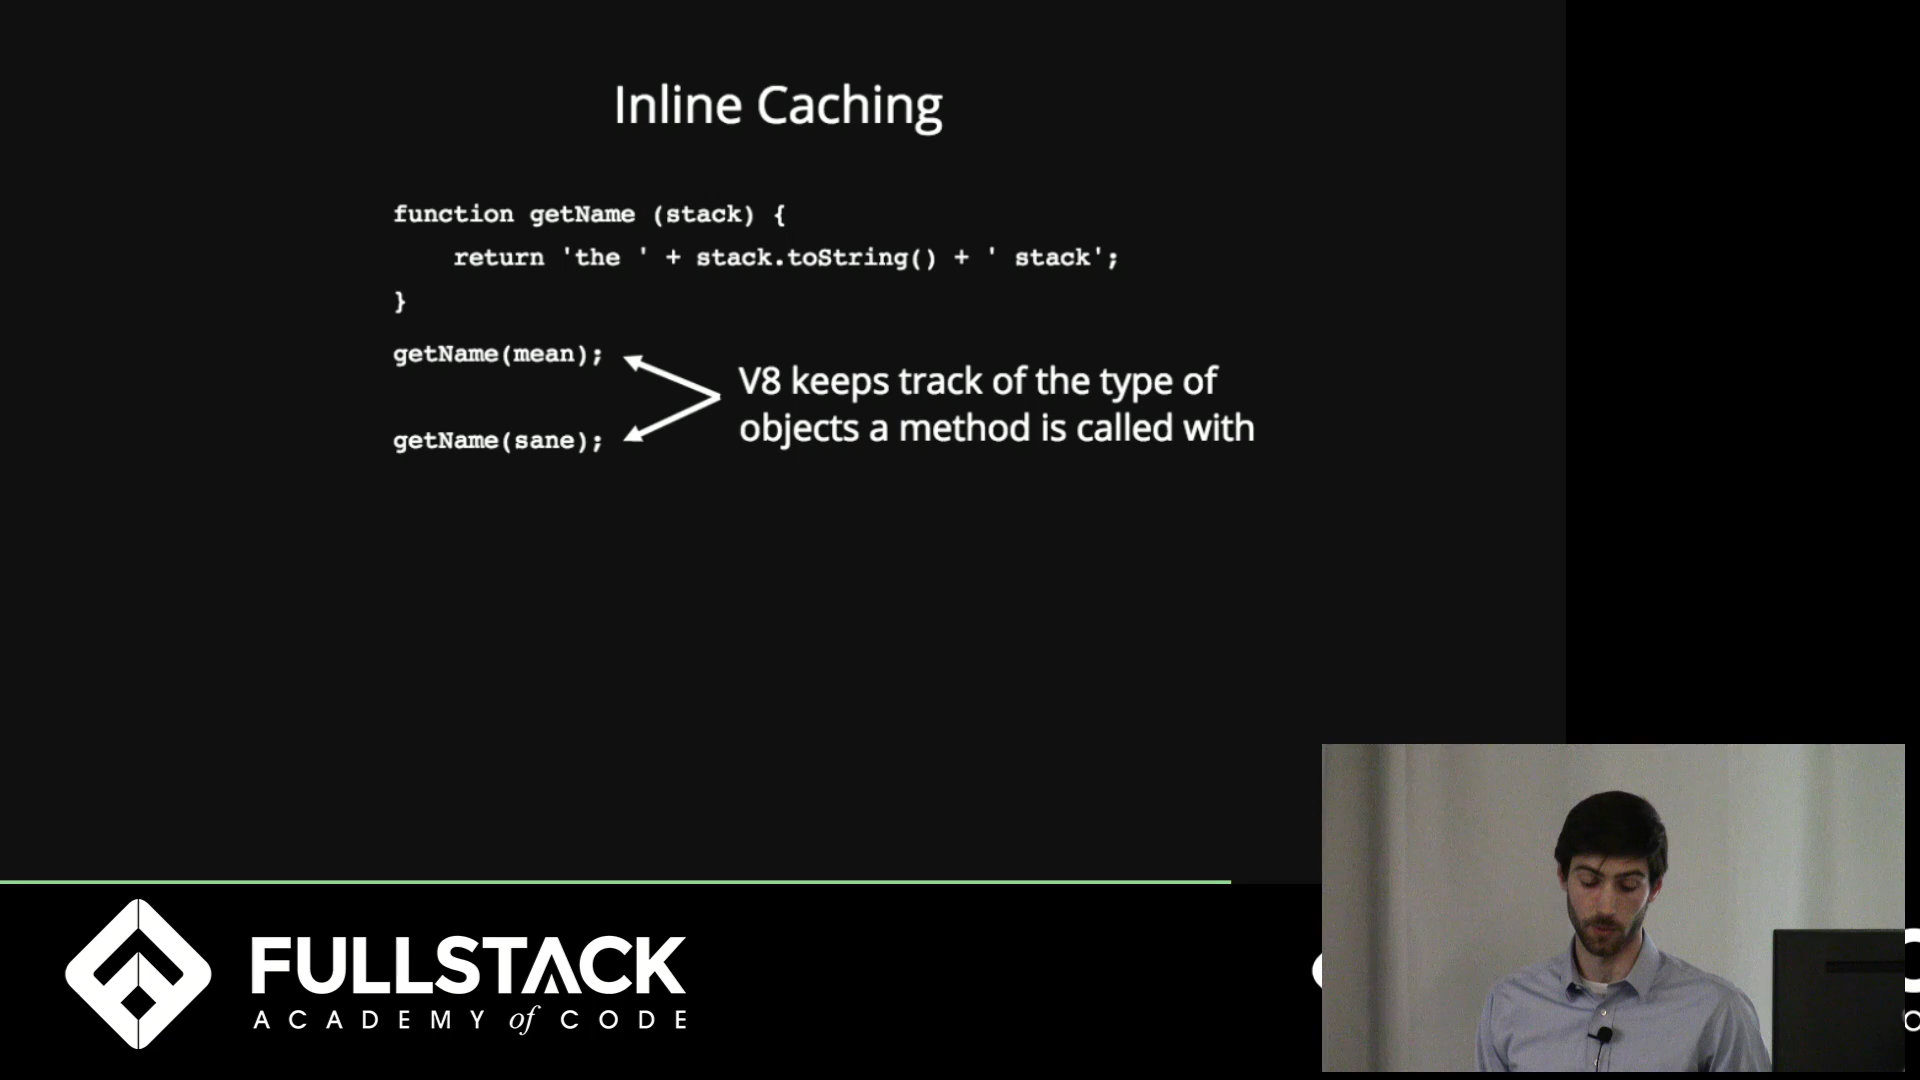 Inline Caching
function getName (stack) {
return 'the ' + stack.toString() + ' stack';
}
getName(mean);
V8 keeps track of the type of
objects a method is called with
getName(sane);
FULLSTACK
ACADEMY of CODE